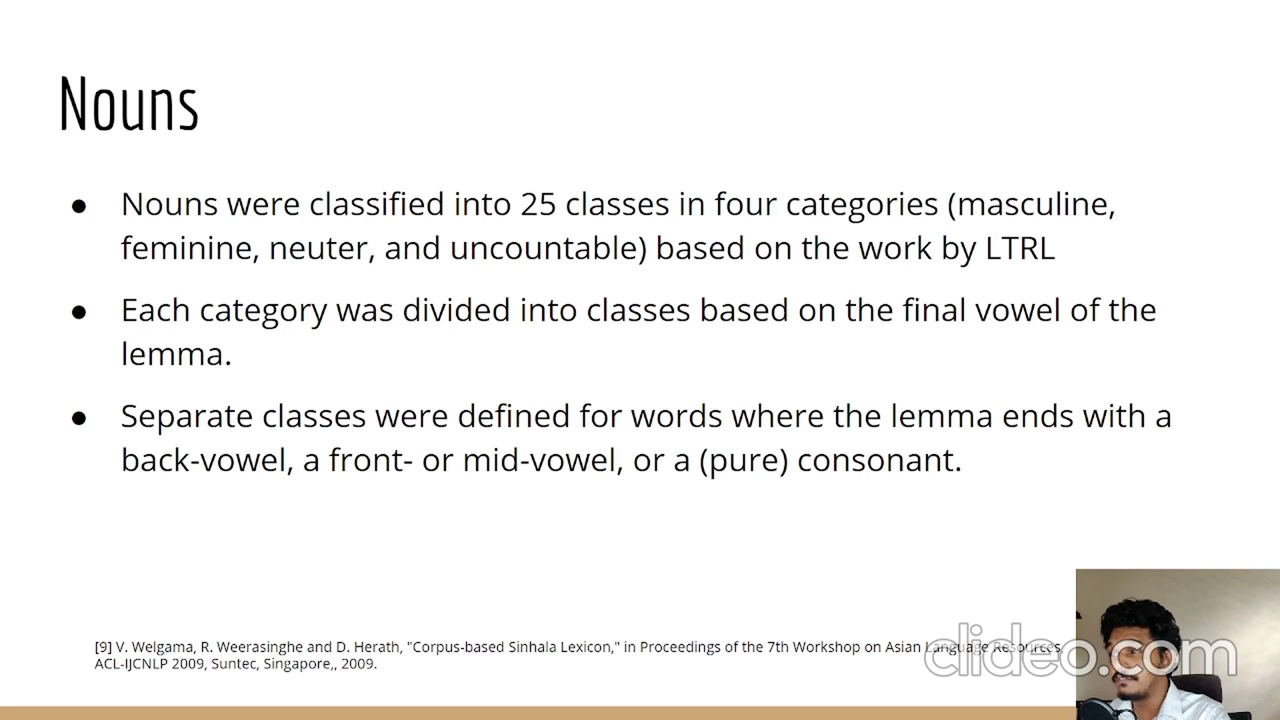 Nouns
● Nouns were classified into 25 classes in four categories (masculine,
feminine, neuter, and uncountable) based on the work by LTRL
● Each category was divided into classes based on the final vowel of the
lemma.
● Separate classes were defined for words where the lemma ends with a
back-vowel, a front- or mid-vowel, or a (pure) consonant.
[9] V. Welgama, R. Weerasinghe and D. Herath, "Corpus-based Sinhala Lexicon," in Proceedings of the 7th Workshop on Asian Language Resources
ACL-IJCNLP 2009, Suntec, Singapore,, 2009.
clideo.com